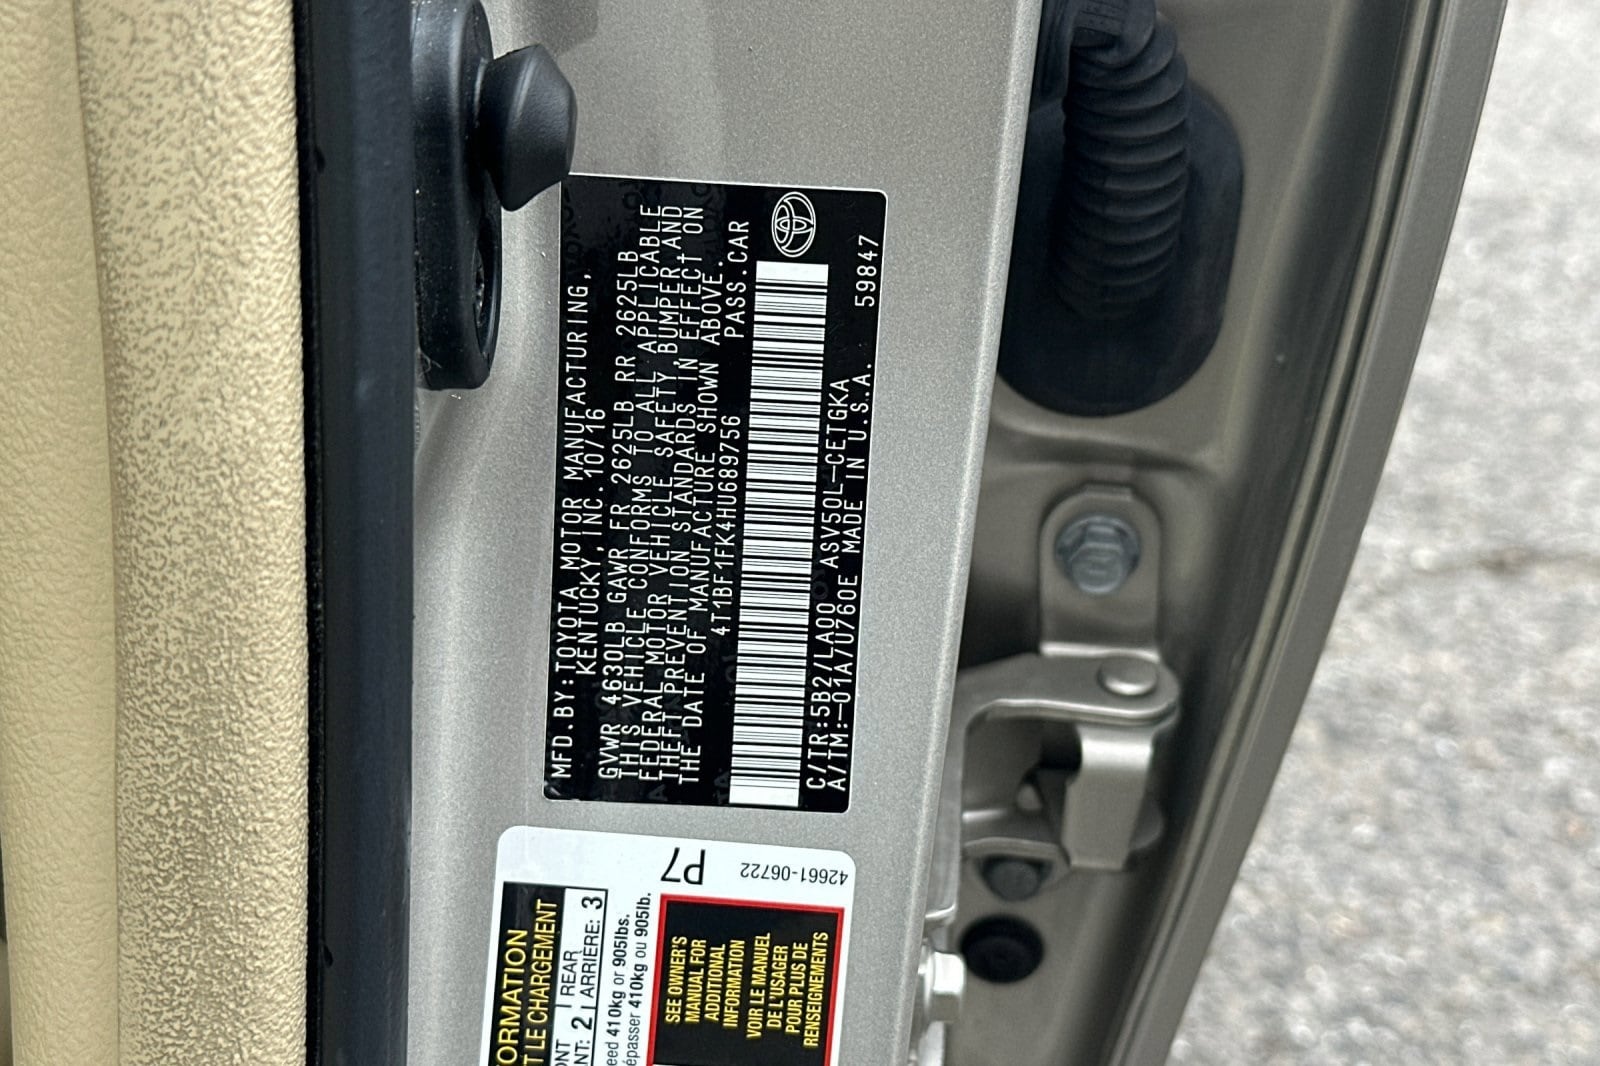 MFD.BY:TOYOTA MOTOR MANUFACTURING,
KENTUCKY,INC.10/16
GVWR 4630LB GAWR FR 2625LB RR 2625LB
THIS VEHICLE CONFORMS TO ALL APPLICABLE
FEDERAL MOTOR VEHICLE SAFETY,BUMPER,AND
THEFT PREVENTION STANDARDS IN EFFECT ON
THE DATE OF MANUFACTURE SHOWN ABOVE.
4T1BF1FK4HU689756 PASS.CAR
C/TR:5B2/LA00 ASV50L-CETGKA 59847
A/TM:-01A/U760E MADE IN U.S.A.
P7
42661-06722
ORMATION
T LE CHARGEMENT
ONT REAR
NT: 2 ARRIÈRE: 3
eed 410kg or 905lbs.
épasser 410kg ou 905lb.
SEE OWNER'S
MANUAL FOR
ADDITIONAL
INFORMATION
VOIR LE MANUEL
DE L'USAGER
POUR PLUS DE
RENSEIGNEMENTS